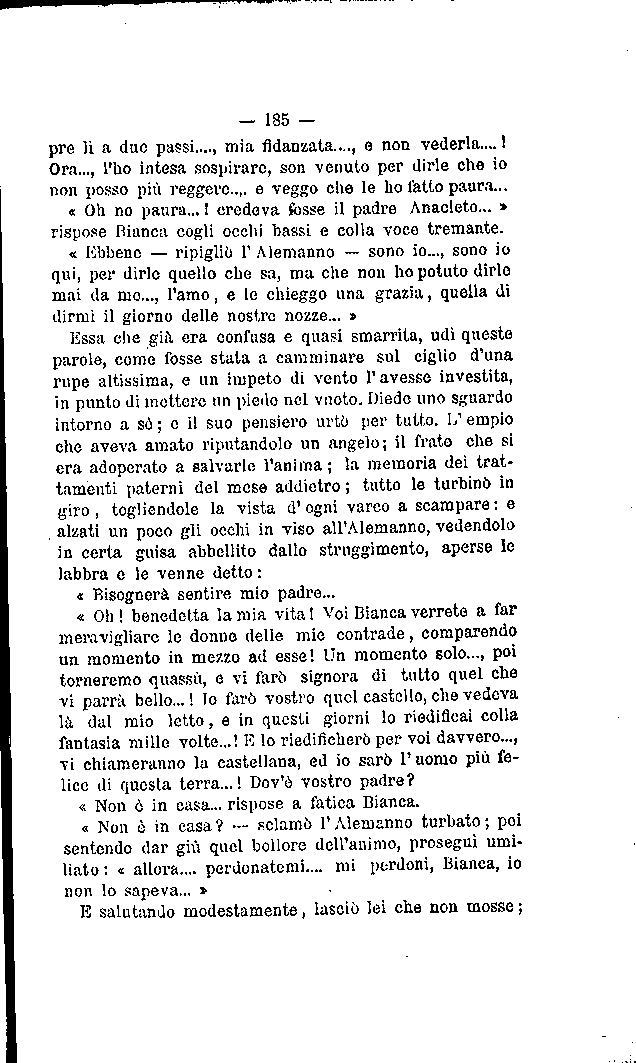 — 185 —
pre lì a due passi...., mia fidanzata...., e non vederla....!
Ora..., l'ho intesa sospirare, son venuto per dirle che io
non posso più reggere.... e veggo che le ho fatto paura...
« Oh no paura...! credeva fosse il padre Anacleto... »
rispose Bianca cogli occhi bassi e colla voce tremante.
« Ebbene — ripigliò l'Alemanno — sono io..., sono io
qui, per dirle quello che sa, ma che non ho potuto dirle
mai da me..., l'amo, e le chieggo una grazia, quella di
dirmi il giorno delle nostre nozze... »
Essa che già era confusa e quasi smarrita, udì queste
parole, come fosse stata a camminare sul ciglio d'una
rupe altissima, e un impeto di vento l'avesse investita,
in punto di mettere un piede nel vuoto. Diede uno sguardo
intorno a sè; e il suo pensiero urtò per tutto. L'empio
che aveva amato riputandolo un angelo; il frate che si
era adoperato a salvarle l'anima; la memoria dei trat-
tamenti paterni del mese addietro; tutto le turbinò in
giro, togliendole la vista d'ogni varco a scampare: e
alzati un poco gli occhi in viso all'Alemanno, vedendolo
in certa guisa abbellito dallo struggimento, aperse le
labbra e le venne detto:
« Bisognerà sentire mio padre...
« Oh! benedetta la mia vita! Voi Bianca verrete a far
meravigliare le donne delle mie contrade, comparendo
un momento in mezzo ad esse! Un momento solo..., poi
torneremo quassù, e vi farò signora di tutto quel che
vi parrà bello...! Io farò vostro quel castello, che vedeva
là dal mio letto, e in questi giorni lo riedificai colla
fantasia mille volte...! E lo riedificherò per voi davvero...,
vi chiameranno la castellana, ed io sarò l'uomo più fe-
lice di questa terra...! Dov'è vostro padre?
« Non è in casa... rispose a fatica Bianca.
« Non è in casa? — sclamò l'Alemanno turbato; poi
sentendo dar giù quel bollore dell'animo, proseguì umi-
liato: « allora.... perdonatemi.... mi perdoni, Bianca, io
non lo sapeva... »
E salutando modestamente, lasciò lei che non mosse;